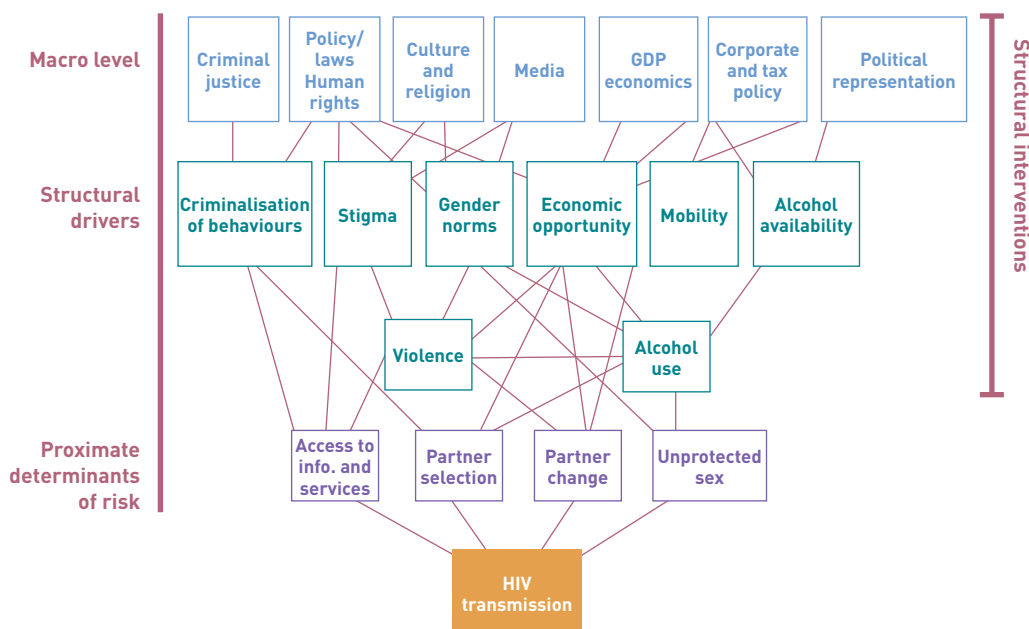 Macro level
Criminal
justice
Policy/
laws
Human
rights
Culture
and
religion
Media
GDP
economics
Corporate
and tax
policy
Political
representation
Structural interventions
Structural
drivers
Criminalisation
of behaviours
Stigma
Gender
norms
Economic
opportunity
Mobility
Alcohol
availability
Violence
Alcohol
use
Proximate
determinants
of risk
Access to
info. and
services
Partner
selection
Partner
change
Unprotected
sex
HIV
transmission